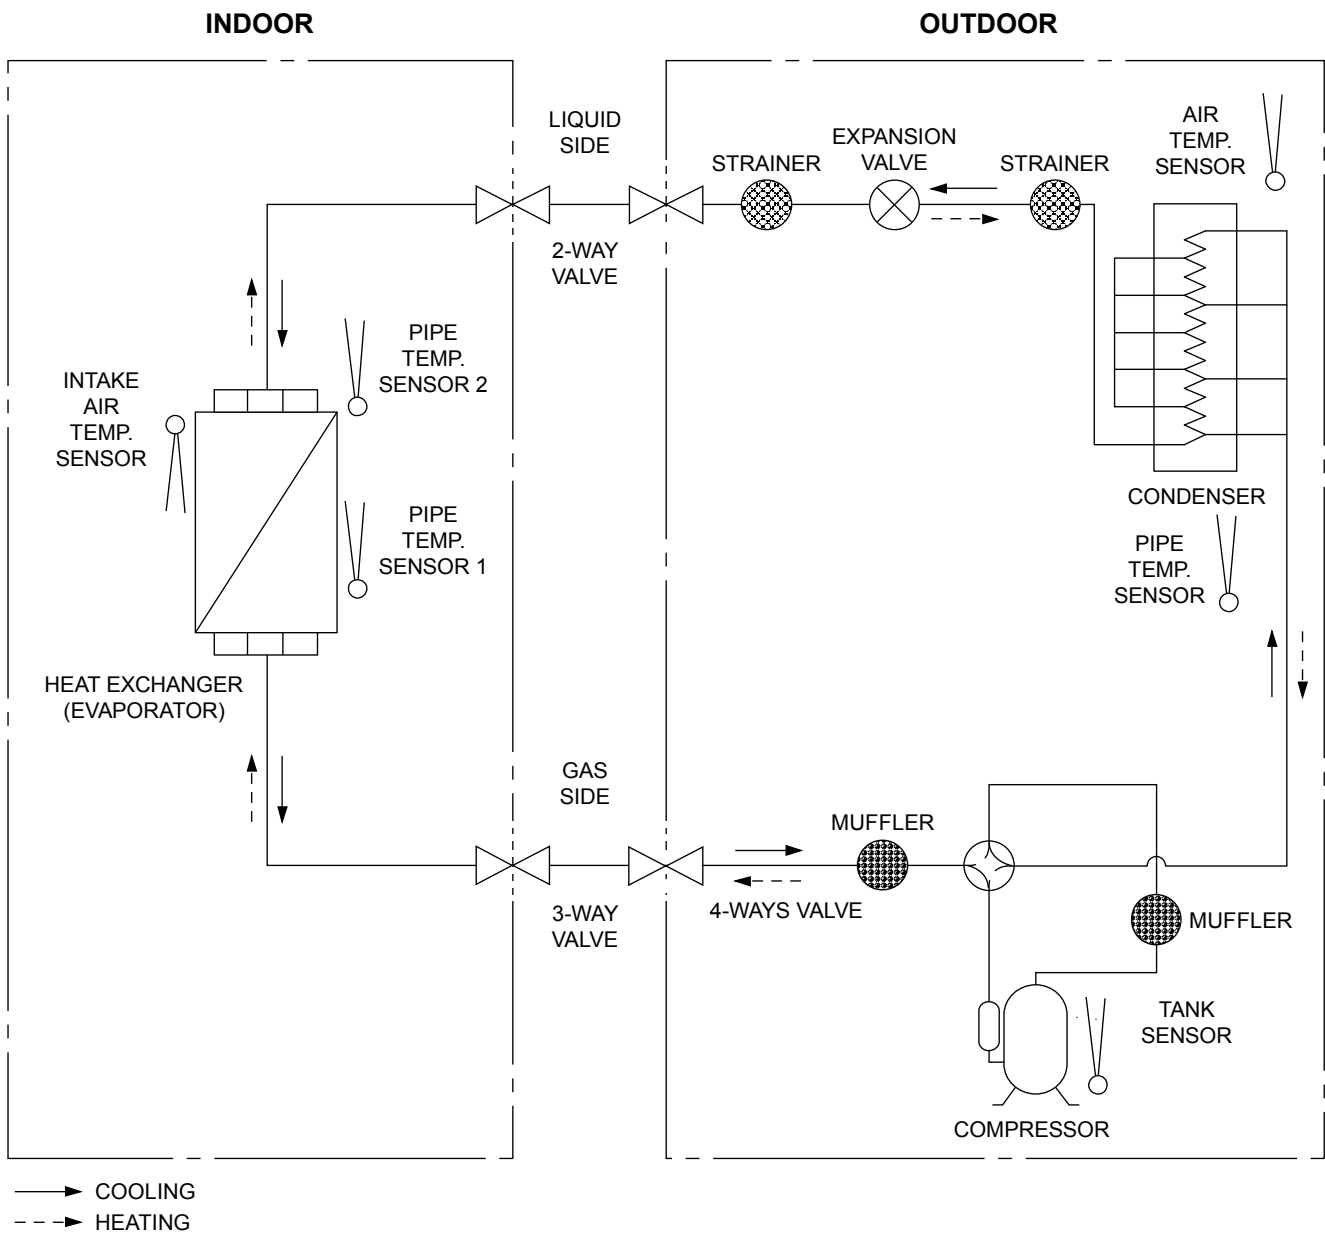 INDOOR
OUTDOOR
LIQUID
SIDE
STRAINER
EXPANSION
VALVE
STRAINER
AIR
TEMP.
SENSOR
2-WAY
VALVE
PIPE
TEMP.
SENSOR 2
INTAKE
AIR
TEMP.
SENSOR
PIPE
TEMP.
SENSOR 1
CONDENSER
PIPE
TEMP.
SENSOR
HEAT EXCHANGER
(EVAPORATOR)
GAS
SIDE
MUFFLER
3-WAY
VALVE
4-WAYS VALVE
MUFFLER
TANK
SENSOR
COMPRESSOR
COOLING
HEATING